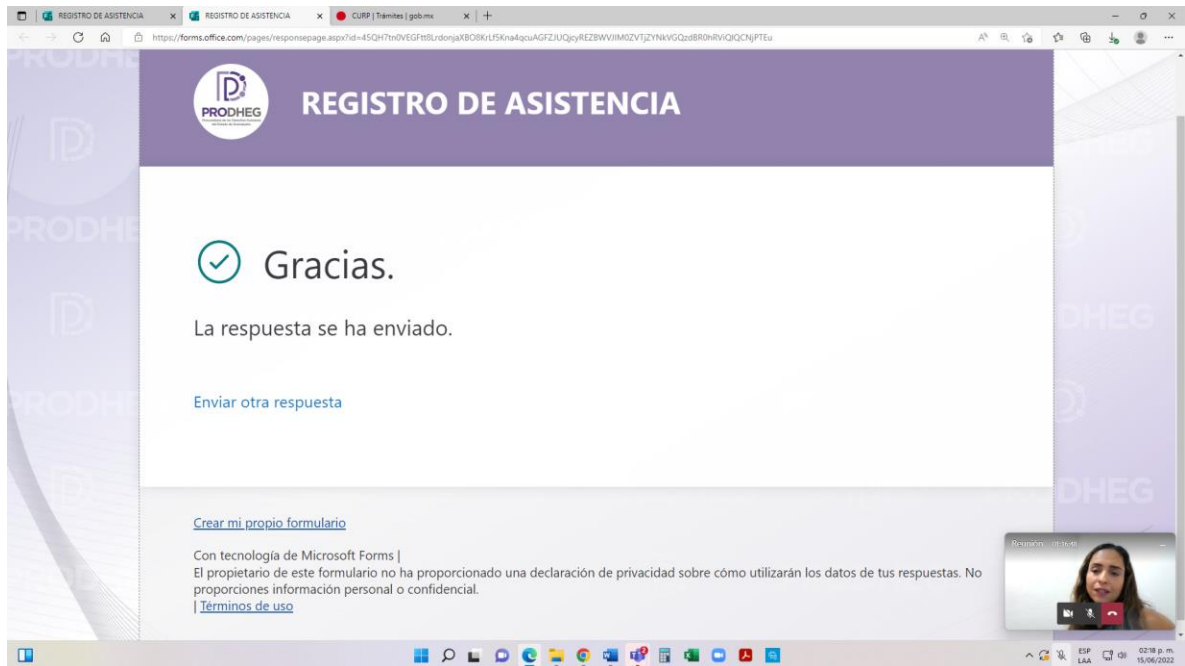 REGISTRO DE ASISTENCIA
REGISTRO DE ASISTENCIA
CURP | Trámites | gob.mx
PRODHEG
REGISTRO DE ASISTENCIA
Gracias.
La respuesta se ha enviado.
Enviar otra respuesta
Crear mi propio formulario
Con tecnología de Microsoft Forms |
El propietario de este formulario no ha proporcionado una declaración de privacidad sobre cómo utilizarán los datos de tus respuestas. No
proporciones información personal o confidencial.
| Términos de uso
Reunión
ESP
LAA
02:18 p. m.
15/06/2022